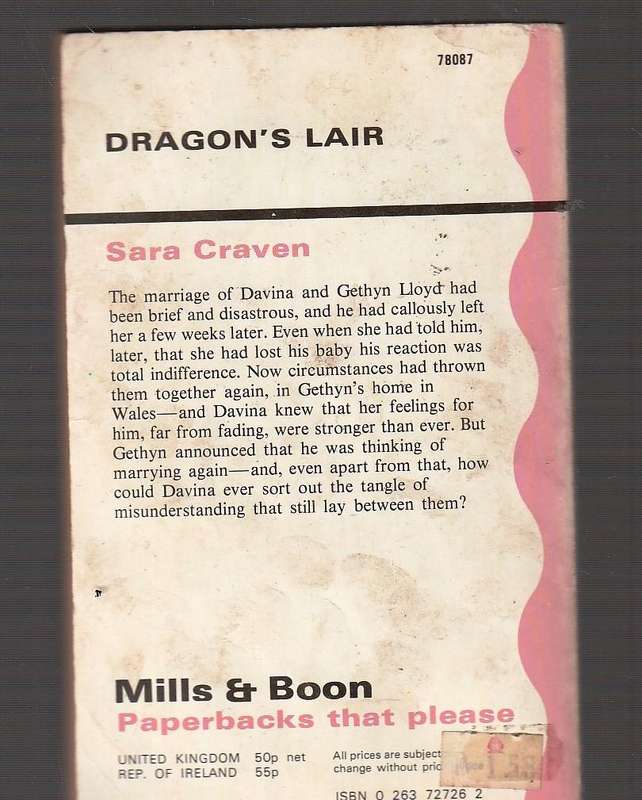 78087
DRAGON'S LAIR
Sara Craven
The marriage of Davina and Gethyn Lloyd had
been brief and disastrous, and he had callously left
her a few weeks later. Even when she had told him,
later, that she had lost his baby his reaction was
total indifference. Now circumstances had thrown
them together again, in Gethyn's home in
Wales—and Davina knew that her feelings for
him, far from fading, were stronger than ever. But
Gethyn announced that he was thinking of
marrying again—and, even apart from that, how
could Davina ever sort out the tangle of
misunderstanding that still lay between them?
Mills & Boon
Paperbacks that please
UNITED KINGDOM 50p net
REP. OF IRELAND 55p
All prices are subject
change without
ISBN 0 263 72726 2